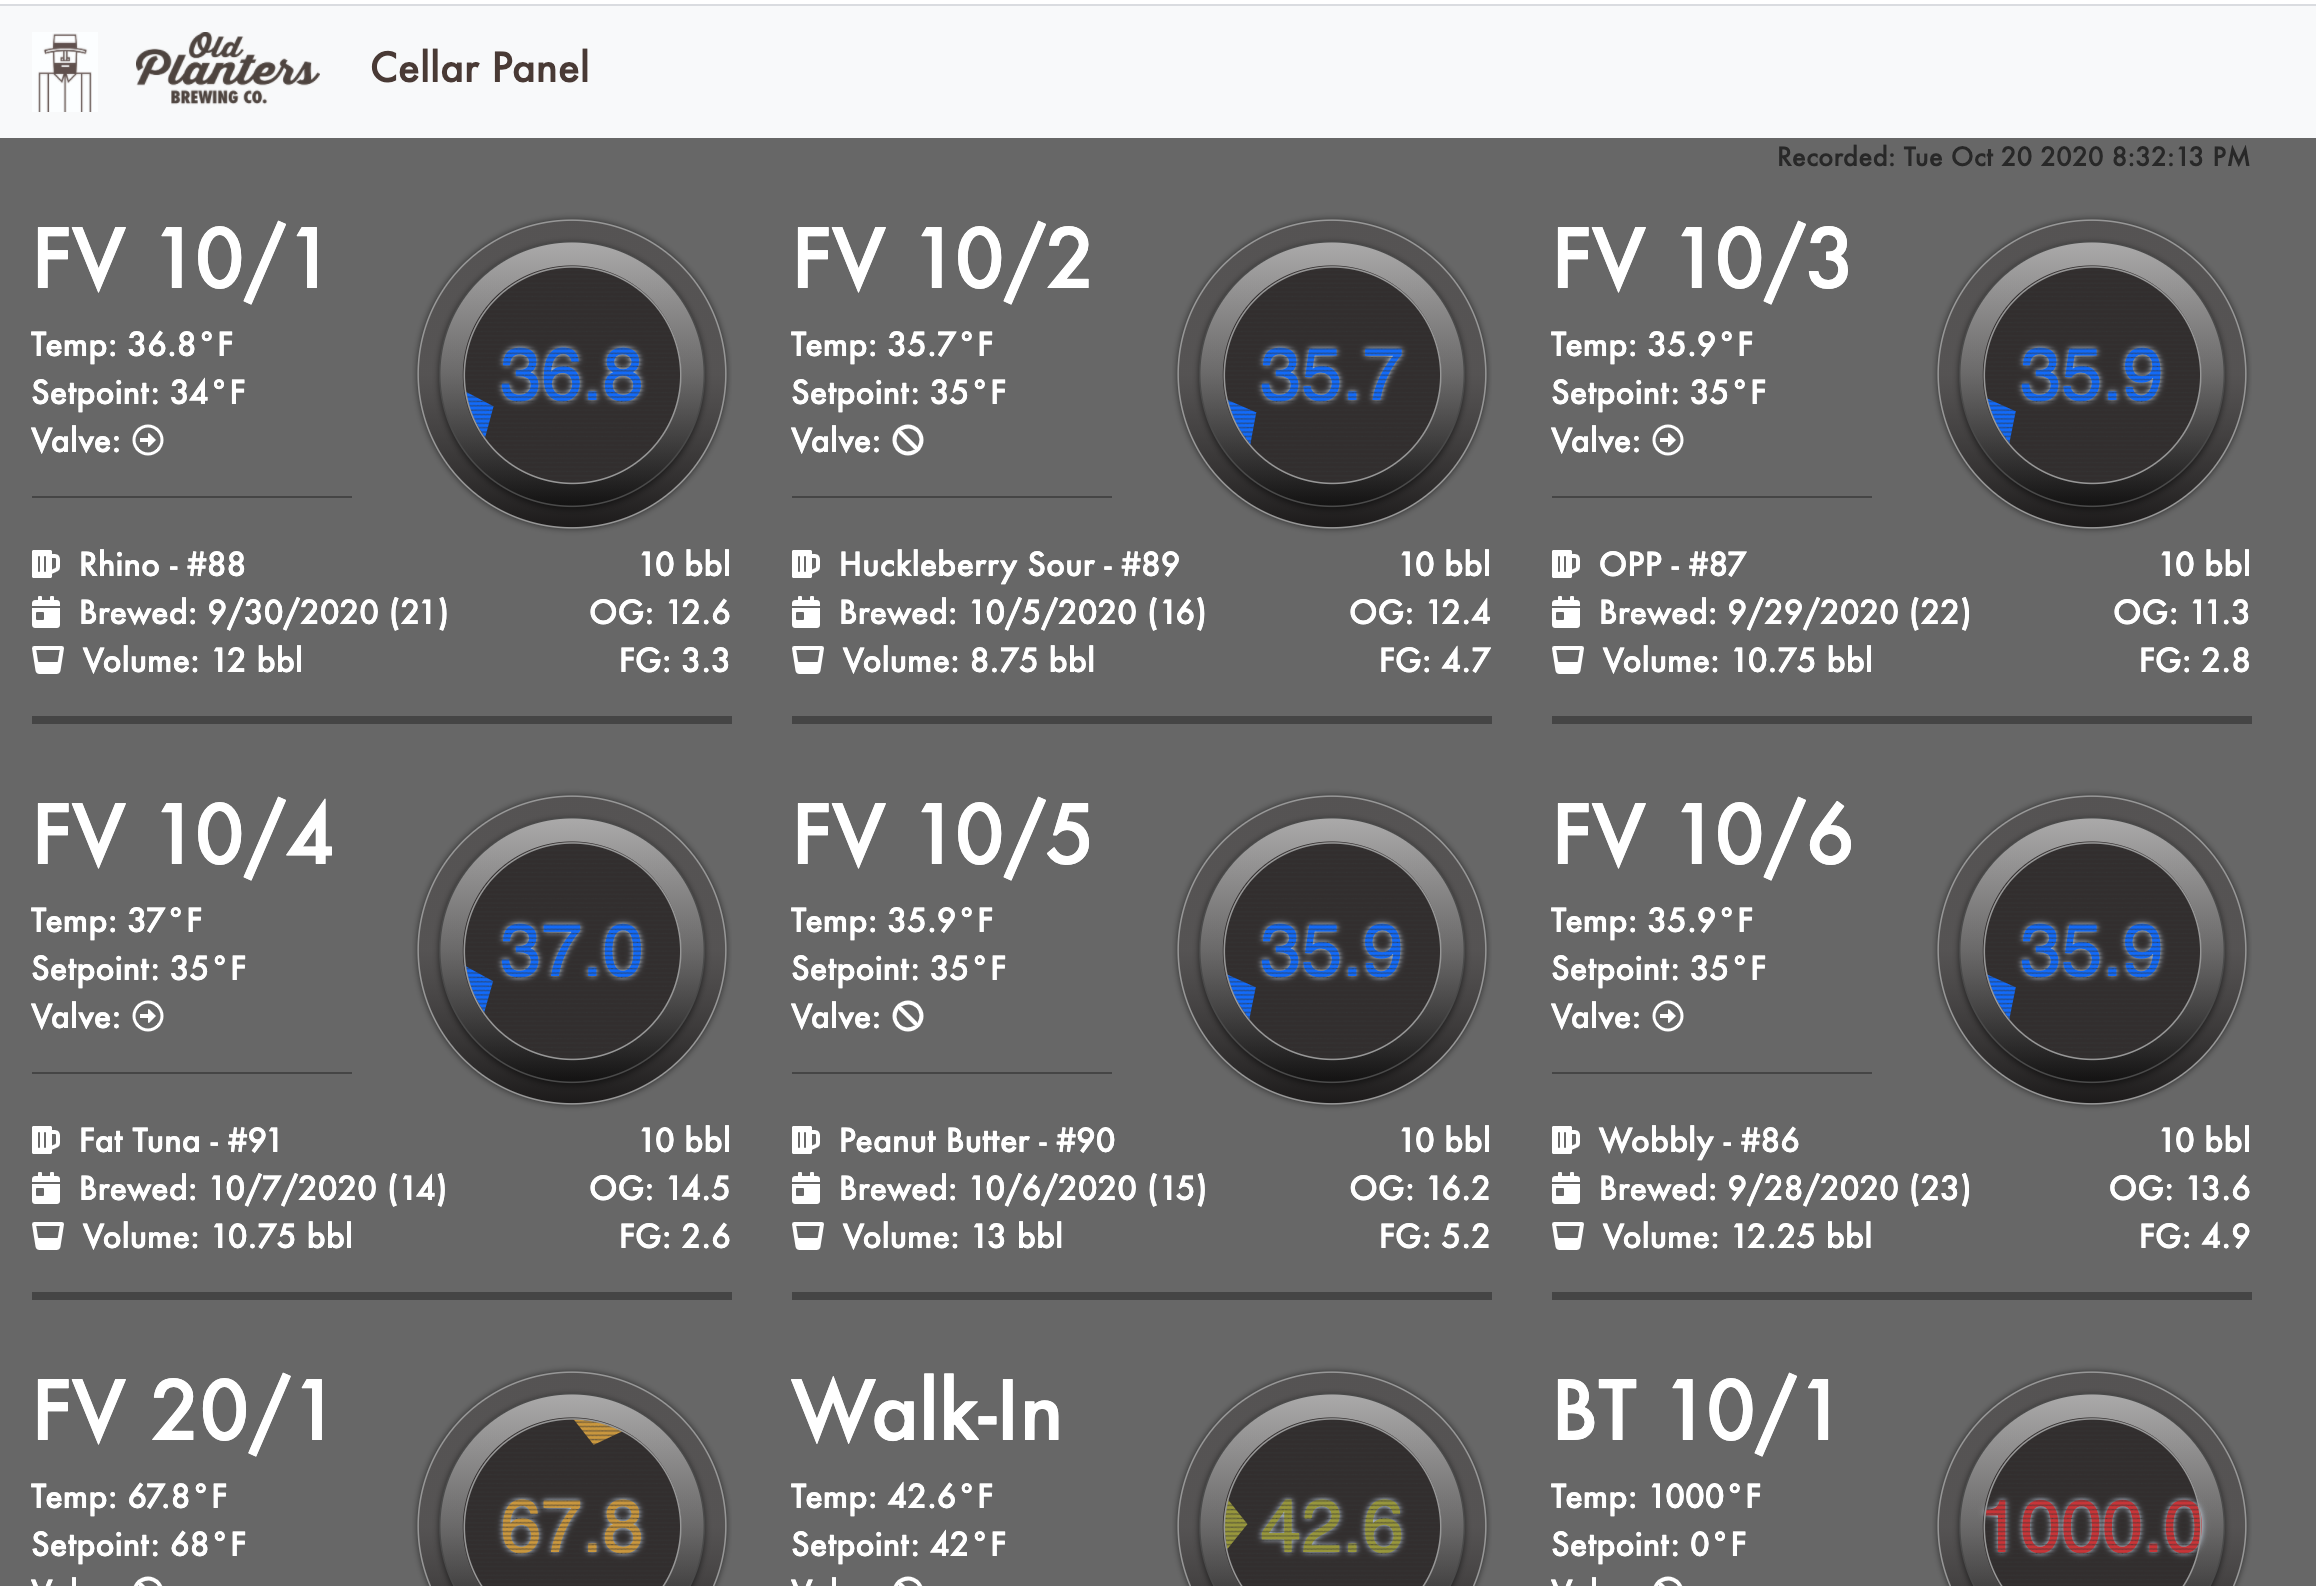 Old
Planters
BREWING CO.
Cellar Panel
Recorded: Tue Oct 20 2020 8:32:13 PM
FV 10/1
Temp: 36.8°F
Setpoint: 34°F
Valve:
36.8
Rhino - #88 10 bbl
Brewed: 9/30/2020 (21) OG: 12.6
Volume: 12 bbl FG: 3.3
FV 10/2
Temp: 35.7°F
Setpoint: 35°F
Valve:
35.7
Huckleberry Sour - #89 10 bbl
Brewed: 10/5/2020 (16) OG: 12.4
Volume: 8.75 bbl FG: 4.7
FV 10/3
Temp: 35.9°F
Setpoint: 35°F
Valve:
35.9
OPP - #87 10 bbl
Brewed: 9/29/2020 (22) OG: 11.3
Volume: 10.75 bbl FG: 2.8
FV 10/4
Temp: 37°F
Setpoint: 35°F
Valve:
37.0
Fat Tuna - #91 10 bbl
Brewed: 10/7/2020 (14) OG: 14.5
Volume: 10.75 bbl FG: 2.6
FV 10/5
Temp: 35.9°F
Setpoint: 35°F
Valve:
35.9
Peanut Butter - #90 10 bbl
Brewed: 10/6/2020 (15) OG: 16.2
Volume: 13 bbl FG: 5.2
FV 10/6
Temp: 35.9°F
Setpoint: 35°F
Valve:
35.9
Wobbly - #86 10 bbl
Brewed: 9/28/2020 (23) OG: 13.6
Volume: 12.25 bbl FG: 4.9
FV 20/1
Temp: 67.8°F
Setpoint: 68°F
67.8
Walk-In
Temp: 42.6°F
Setpoint: 42°F
42.6
BT 10/1
Temp: 1000°F
Setpoint: 0°F
1000.0